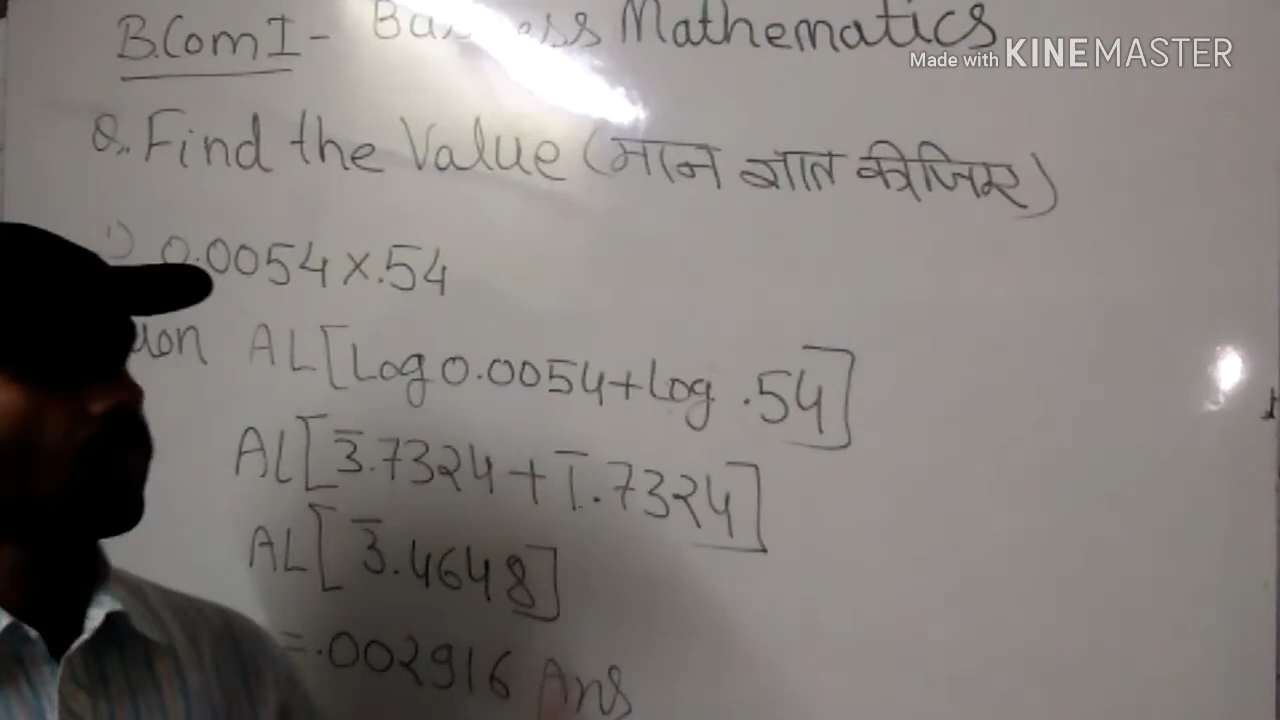 B.Com I - Business Mathematics
Made with KINEMASTER
Q. Find the Value (मान ज्ञात कीजिए)
1) 0.0054 × .54
AL[Log 0.0054 + Log .54]
AL[3̅.7324 + 1̅.7324]
AL[3̅.4648]
= .002916 Ans